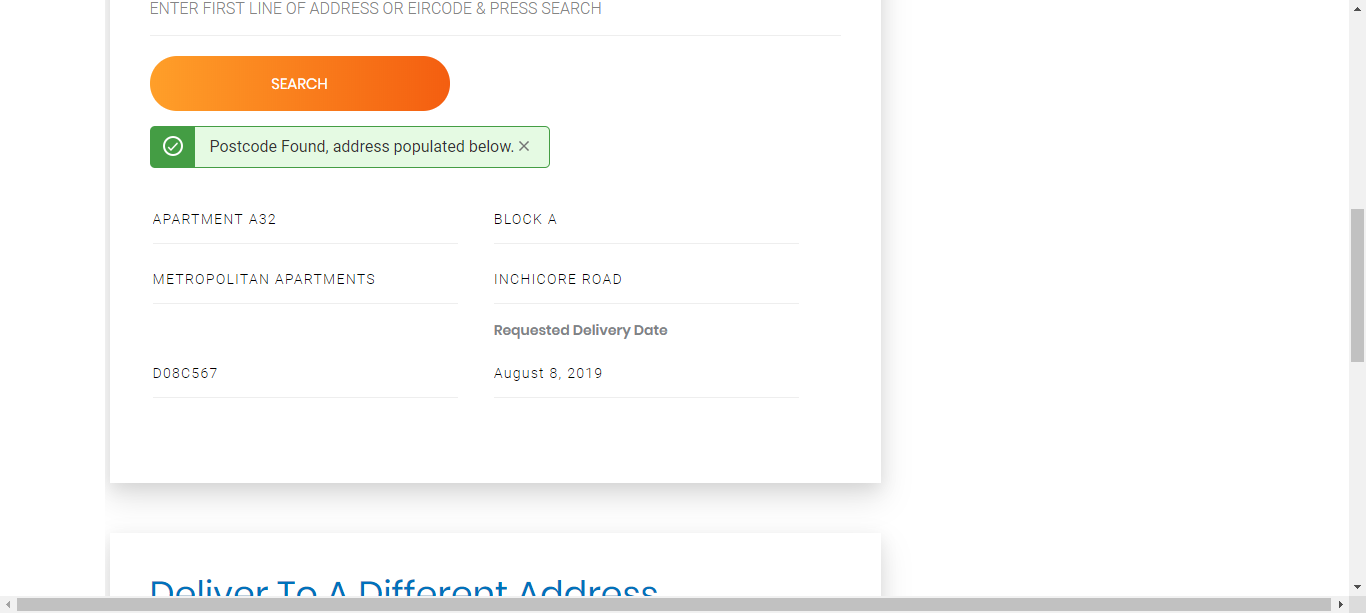 ENTER FIRST LINE OF ADDRESS OR EIRCODE & PRESS SEARCH
SEARCH
Postcode Found, address populated below. ×
APARTMENT A32
BLOCK A
METROPOLITAN APARTMENTS
INCHICORE ROAD
Requested Delivery Date
D08C567
August 8, 2019
Deliver To A Different Address